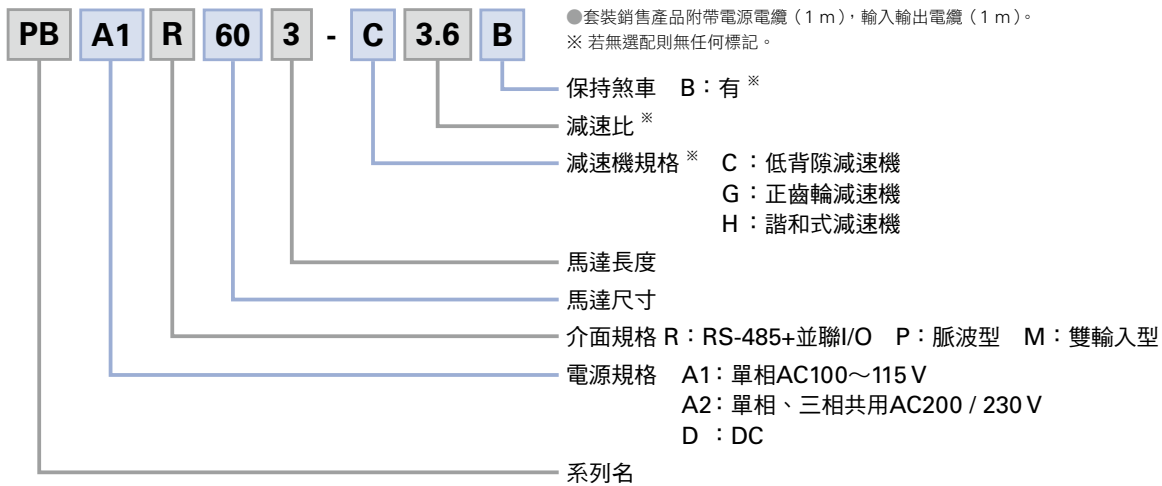 PB A1 R 60 3 - C 3.6 B
●套裝銷售產品附帶電源電纜（1 m），輸入輸出電纜（1 m）。
※ 若無選配則無任何標記。
保持煞車 B：有 ※
減速比 ※
減速機規格 ※ C：低背隙減速機
G：正齒輪減速機
H：諧和式減速機
馬達長度
馬達尺寸
介面規格 R：RS-485+並聯I/O P：脈波型 M：雙輸入型
電源規格 A1：單相AC100～115 V
A2：單相、三相共用AC200 / 230 V
D ：DC
系列名